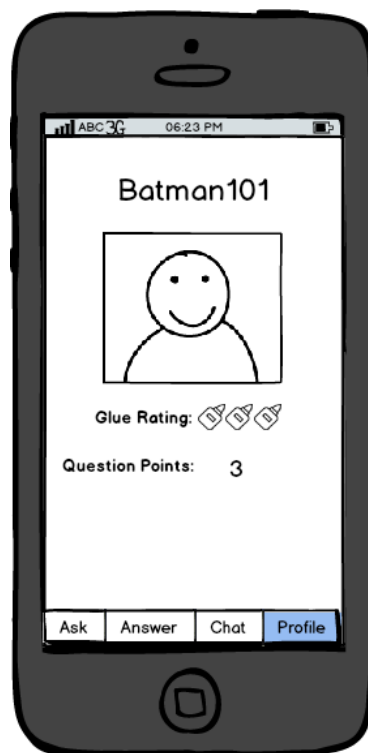 ABC 3G 06:23 PM
Batman101
Glue Rating:
Question Points: 3
Ask Answer Chat Profile